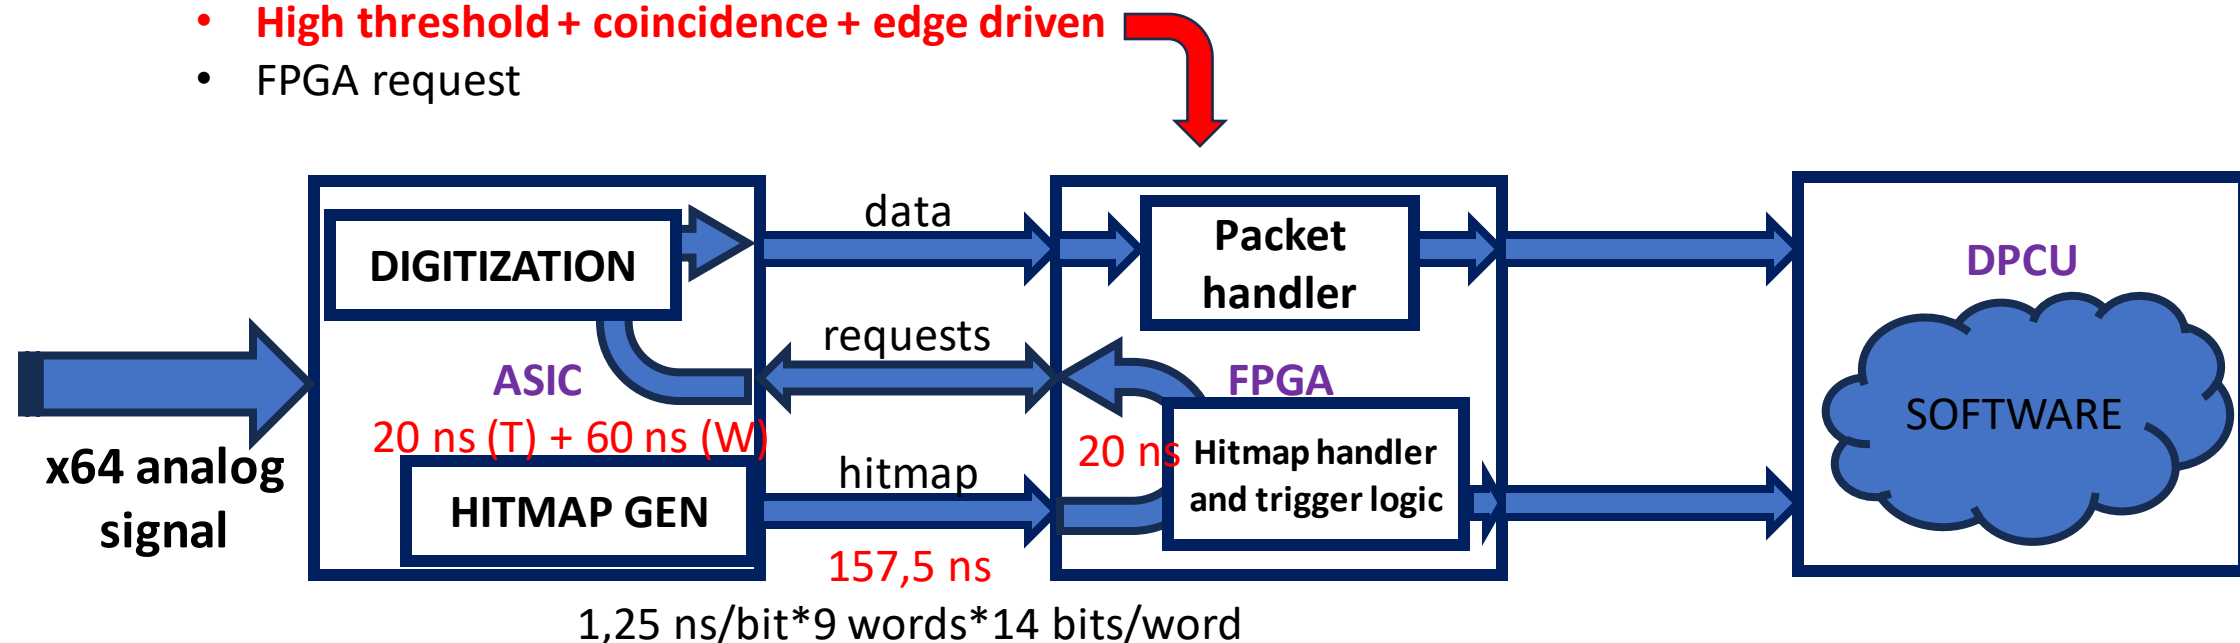 • High threshold + coincidence + edge driven
• FPGA request
data
DIGITIZATION
Packet
handler
DPCU
requests
ASIC
FPGA
SOFTWARE
20 ns (T) + 60 ns (W)
20 ns
x64 analog
signal
HITMAP GEN
hitmap
Hitmap handler
and trigger logic
157,5 ns
1,25 ns/bit*9 words*14 bits/word